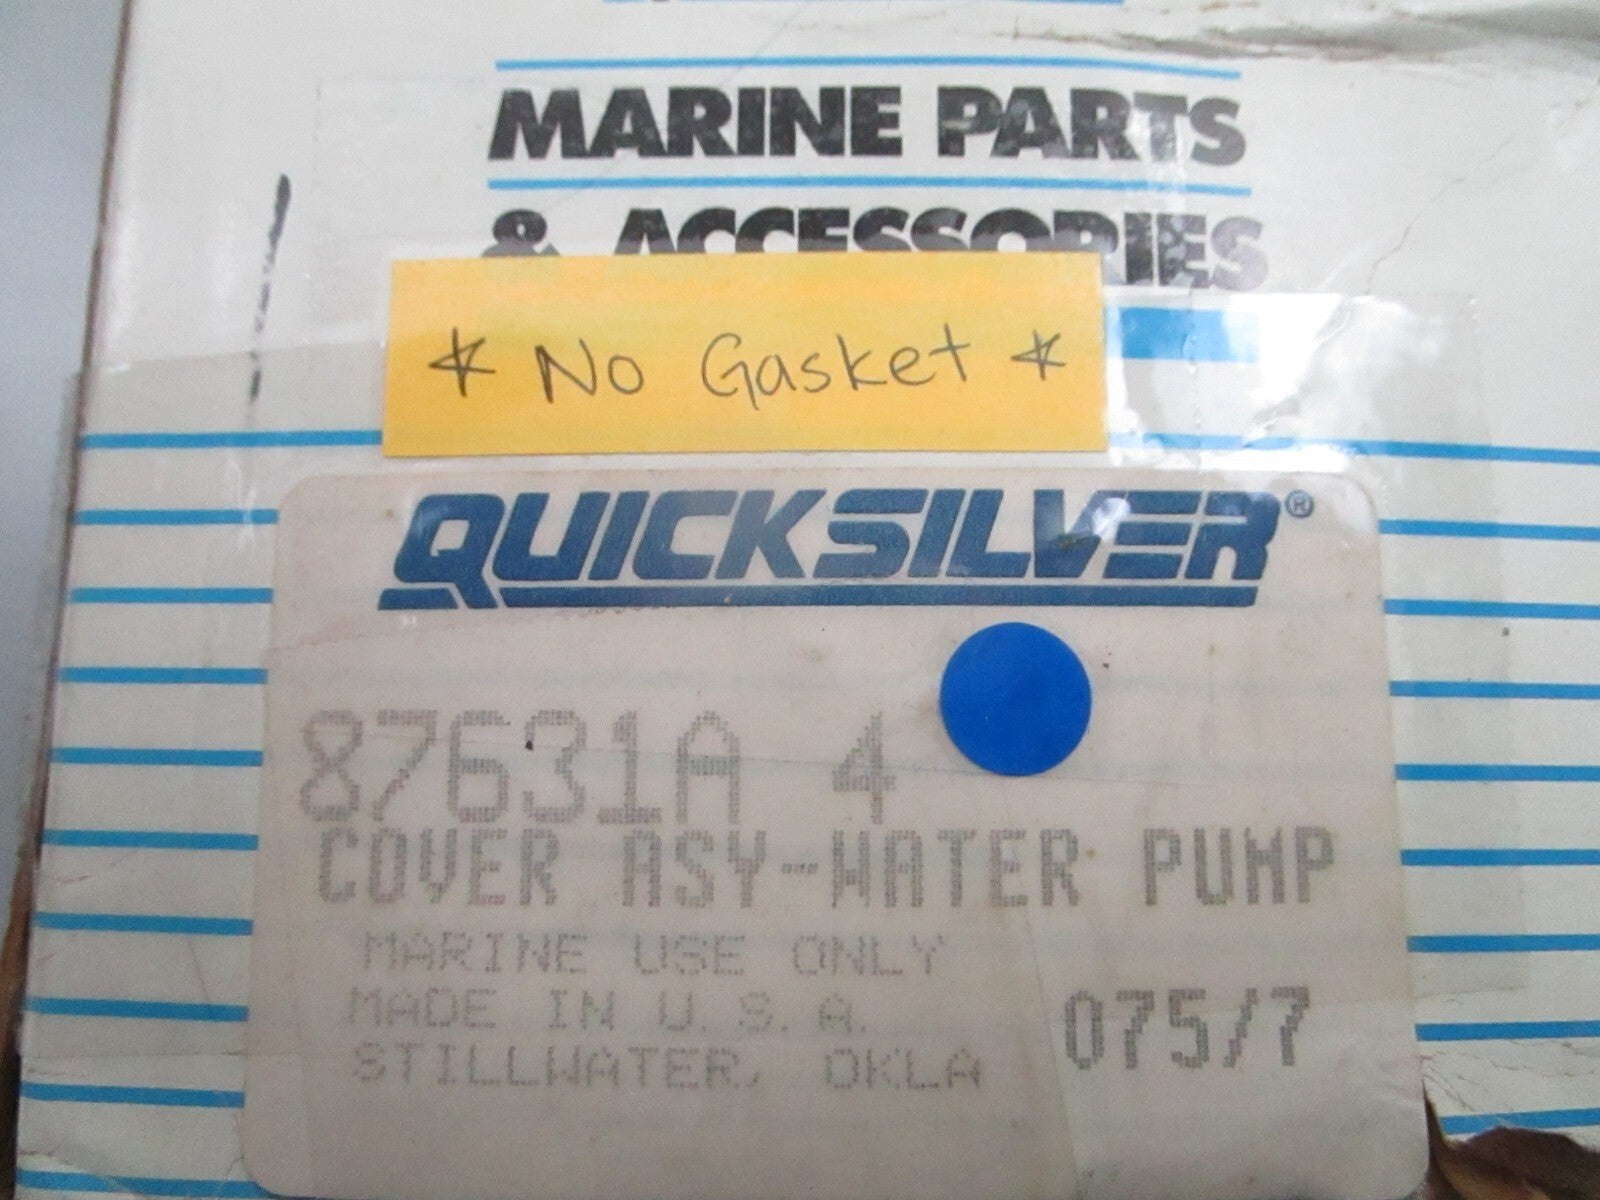 MARINE PARTS
& ACCESSORIES
* No Gasket *
QUICKSILVER®
87631A 4
COVER ASY-WATER PUMP
MARINE USE ONLY
MADE IN U.S.A. 075/7
STILLWATER, OKLA